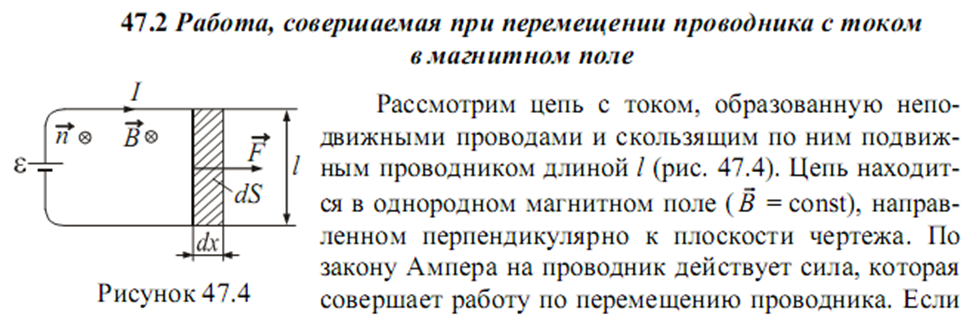 47.2 Работа, совершаемая при перемещении проводника с током
в магнитном поле
I
n⃗ ⊗ B⃗ ⊗
F⃗
l
ε
dS
dx
Рисунок 47.4
Рассмотрим цепь с током, образованную непо-
движными проводами и скользящим по ним подвиж-
ным проводником длиной l (рис. 47.4). Цепь находит-
ся в однородном магнитном поле ( B⃗ = const), направ-
ленном перпендикулярно к плоскости чертежа. По
закону Ампера на проводник действует сила, которая
совершает работу по перемещению проводника. Если